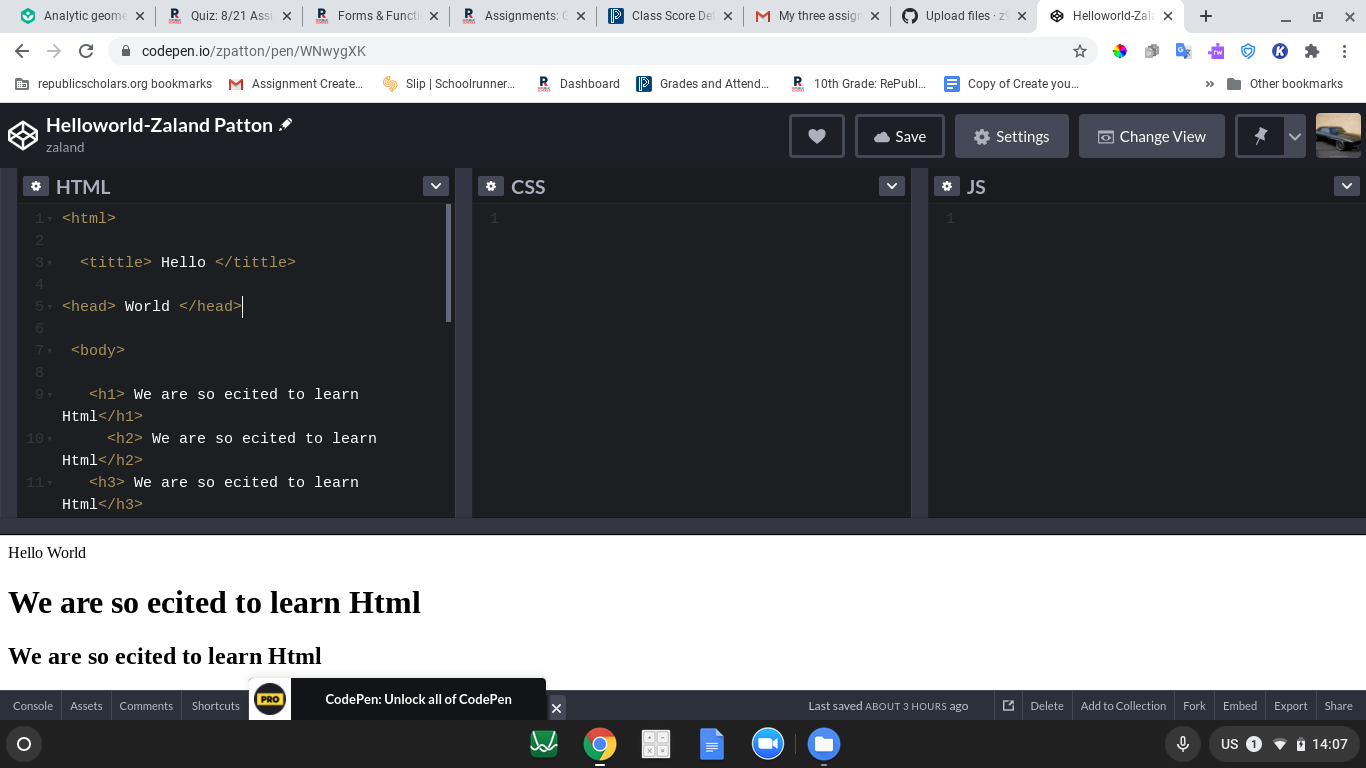 Analytic geome
Quiz: 8/21 Assi
Forms & Functi
Assignments: G
Class Score Det
My three assign
Upload files · zS
Helloworld-Zala
codepen.io/zpatton/pen/WNwygXK
republicscholars.org bookmarks
Assignment Create...
Slip | Schoolrunner...
Dashboard
Grades and Attend...
10th Grade: RePubl...
Copy of Create you...
Other bookmarks
Helloworld-Zaland Patton
zaland
Save
Settings
Change View
HTML
CSS
JS
1 <html>
2
3 <tittle> Hello </tittle>
4
5 <head> World </head>
6
7 <body>
8
9 <h1> We are so ecited to learn
Html</h1>
10 <h2> We are so ecited to learn
Html</h2>
11 <h3> We are so ecited to learn
Html</h3>
1
1
Hello World
We are so ecited to learn Html
We are so ecited to learn Html
Console
Assets
Comments
Shortcuts
PRO
CodePen: Unlock all of CodePen
Last saved ABOUT 3 HOURS ago
Delete
Add to Collection
Fork
Embed
Export
Share
US 1 14:07